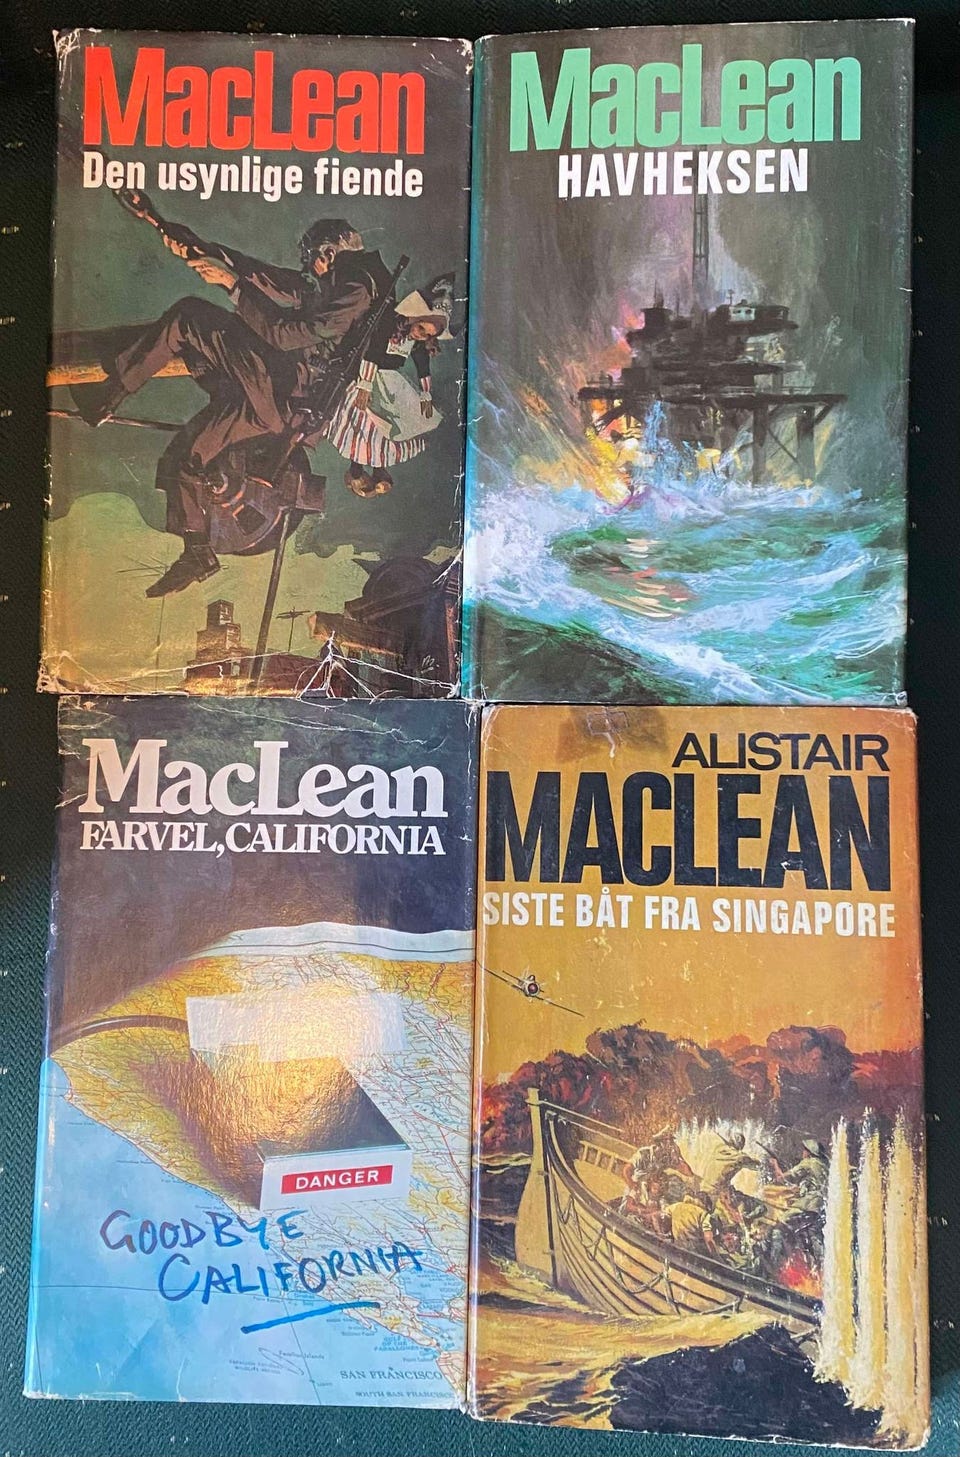 MacLean
Den usynlige fiende
MacLean
HAVHEKSEN
MacLean
FARVEL, CALIFORNIA
DANGER
GOODBYE
CALIFORNIA
SAN FRANCISCO
SOUTH SAN FRANCISCO
ALISTAIR
MACLEAN
SISTE BÅT FRA SINGAPORE